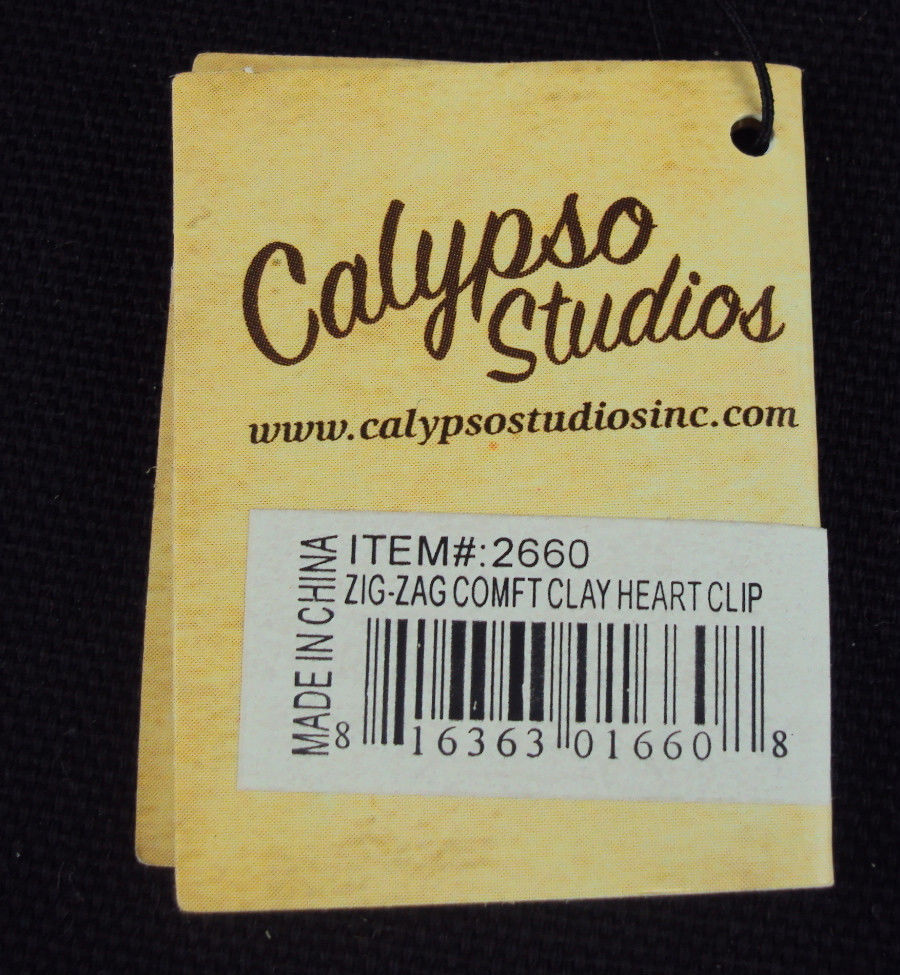 Calypso
Studios
www.calypsostudiosinc.com
MADE IN CHINA
ITEM#:2660
ZIG-ZAG COMFT CLAY HEART CLIP
8 16363 01660 8